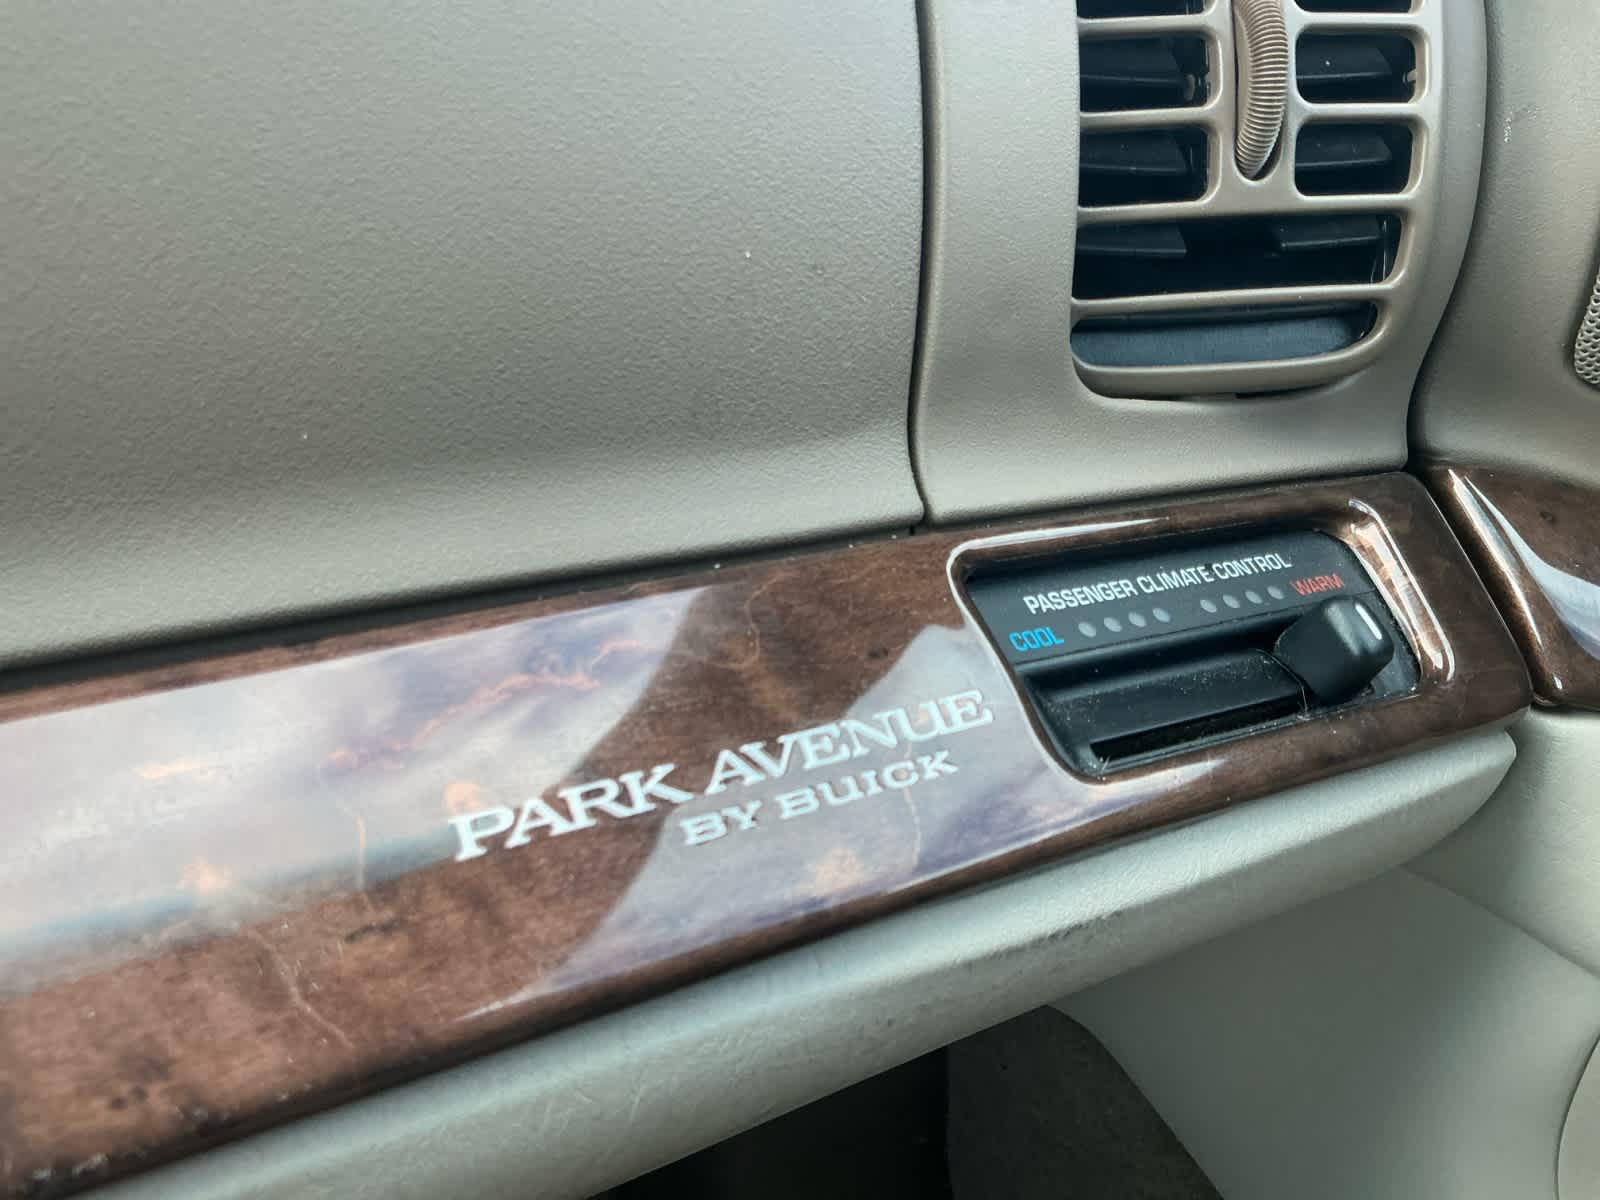 PASSENGER CLIMATE CONTROL
COOL WARM
PARK AVENUE
BY BUICK